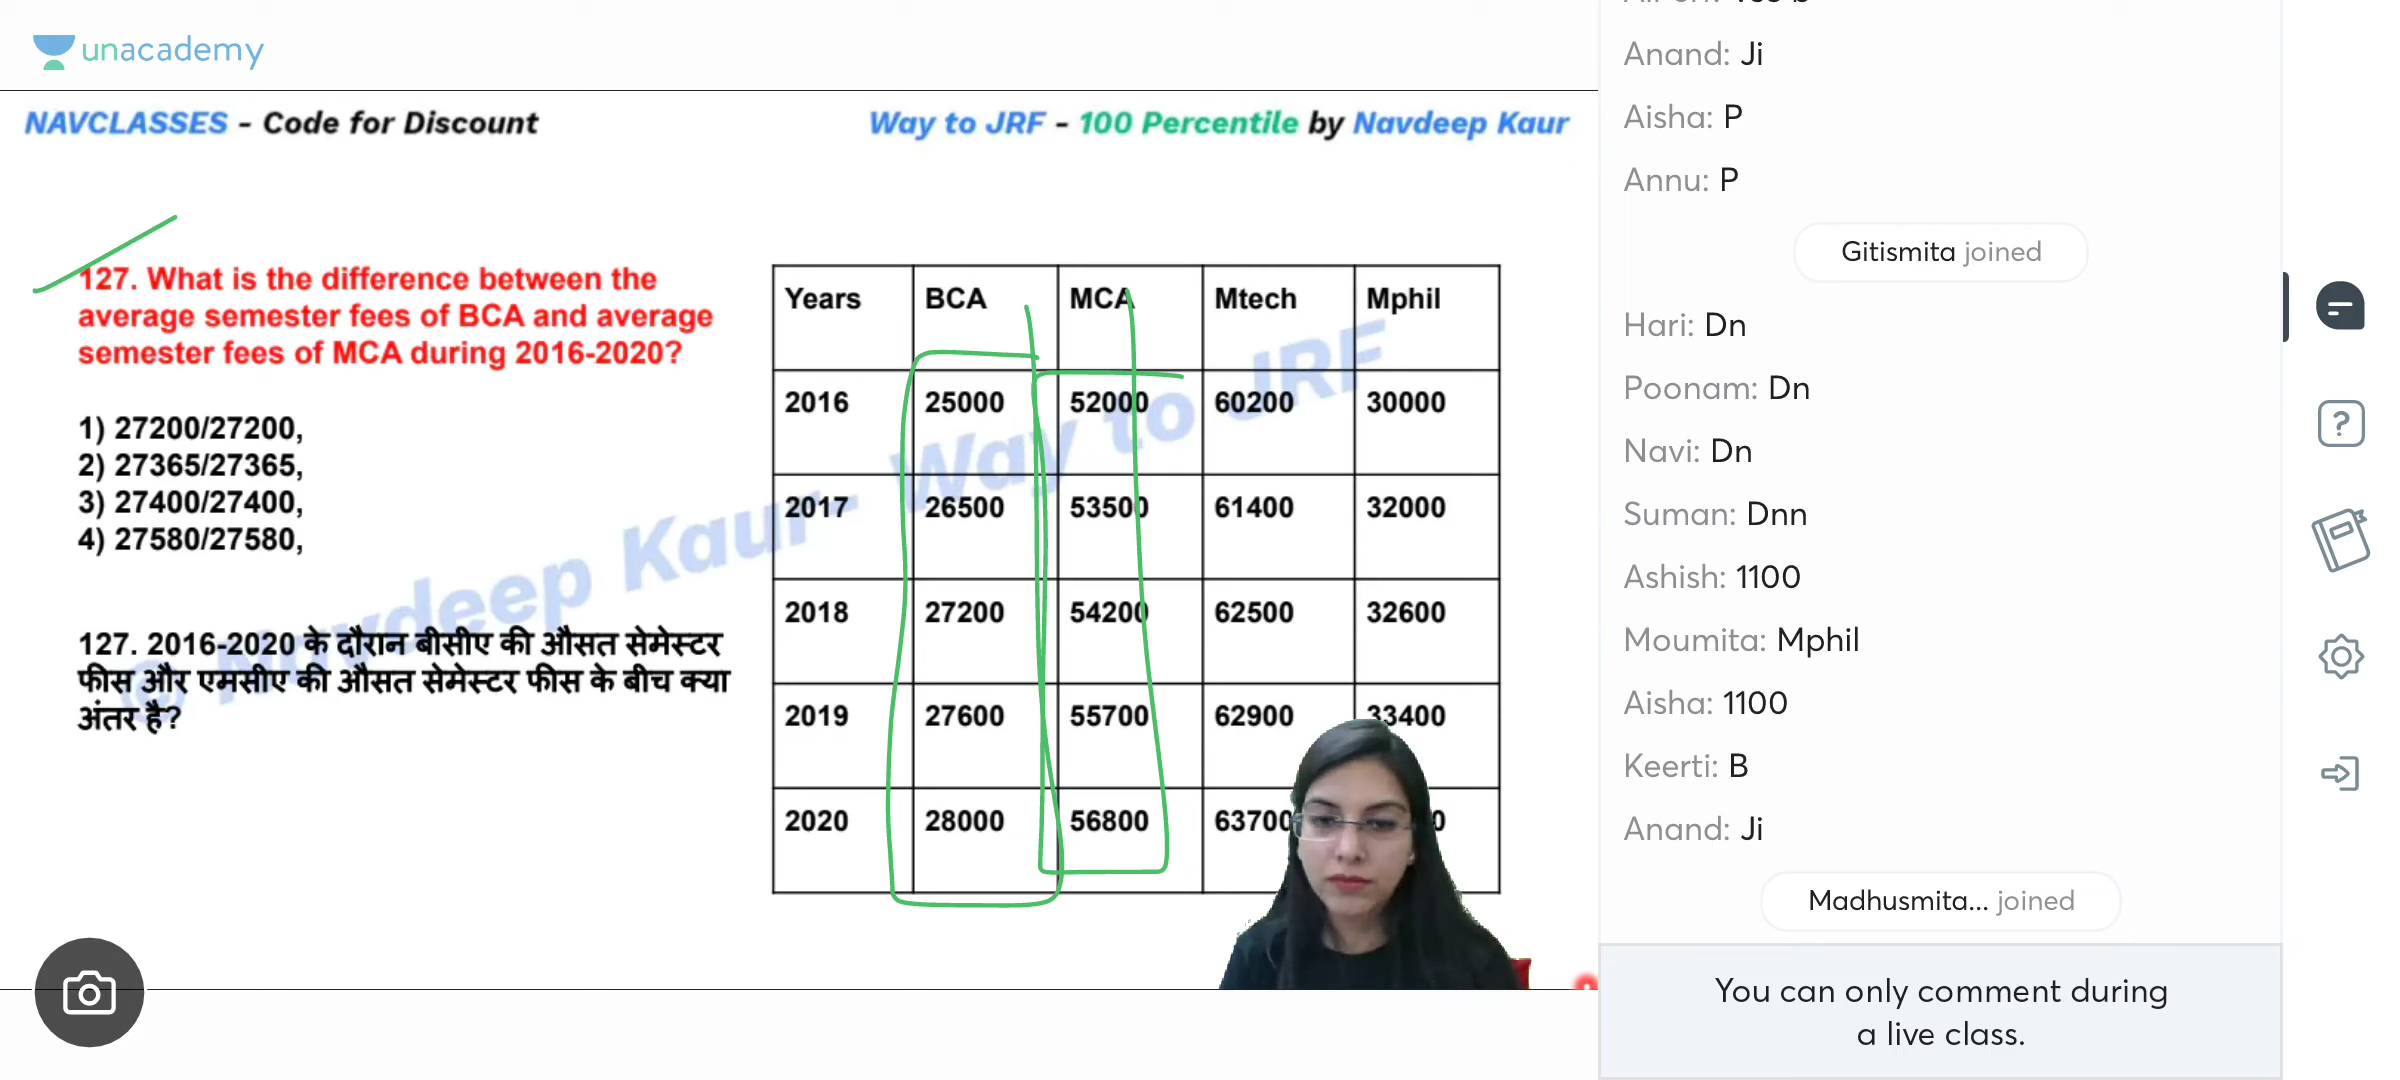 unacademy
NAVCLASSES - Code for Discount
Way to JRF - 100 Percentile by Navdeep Kaur
127. What is the difference between the
average semester fees of BCA and average
semester fees of MCA during 2016-2020?
1) 27200/27200,
2) 27365/27365,
3) 27400/27400,
4) 27580/27580,
127. 2016-2020 के दौरान बीसीए की औसत सेमेस्टर
फीस और एमसीए की औसत सेमेस्टर फीस के बीच क्या
अंतर है?
© Navdeep Kaur- Way to JRF
Years BCA MCA Mtech Mphil
2016 25000 52000 60200 30000
2017 26500 53500 61400 32000
2018 27200 54200 62500 32600
2019 27600 55700 62900 33400
2020 28000 56800 63700
Anand: Ji
Aisha: P
Annu: P
Gitismita joined
Hari: Dn
Poonam: Dn
Navi: Dn
Suman: Dnn
Ashish: 1100
Moumita: Mphil
Aisha: 1100
Keerti: B
Anand: Ji
Madhusmita... joined
You can only comment during
a live class.